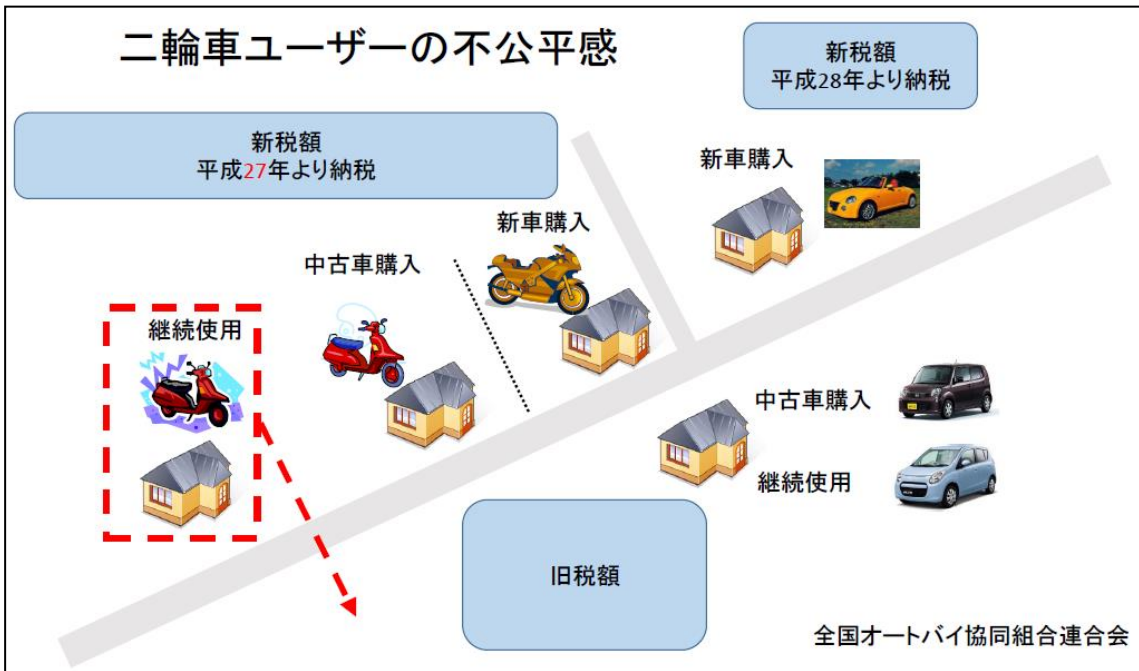 二輪車ユーザーの不公平感
新税額
平成28年より納税
新税額
平成27年より納税
新車購入
新車購入
中古車購入
継続使用
中古車購入
継続使用
旧税額
全国オートバイ協同組合連合会